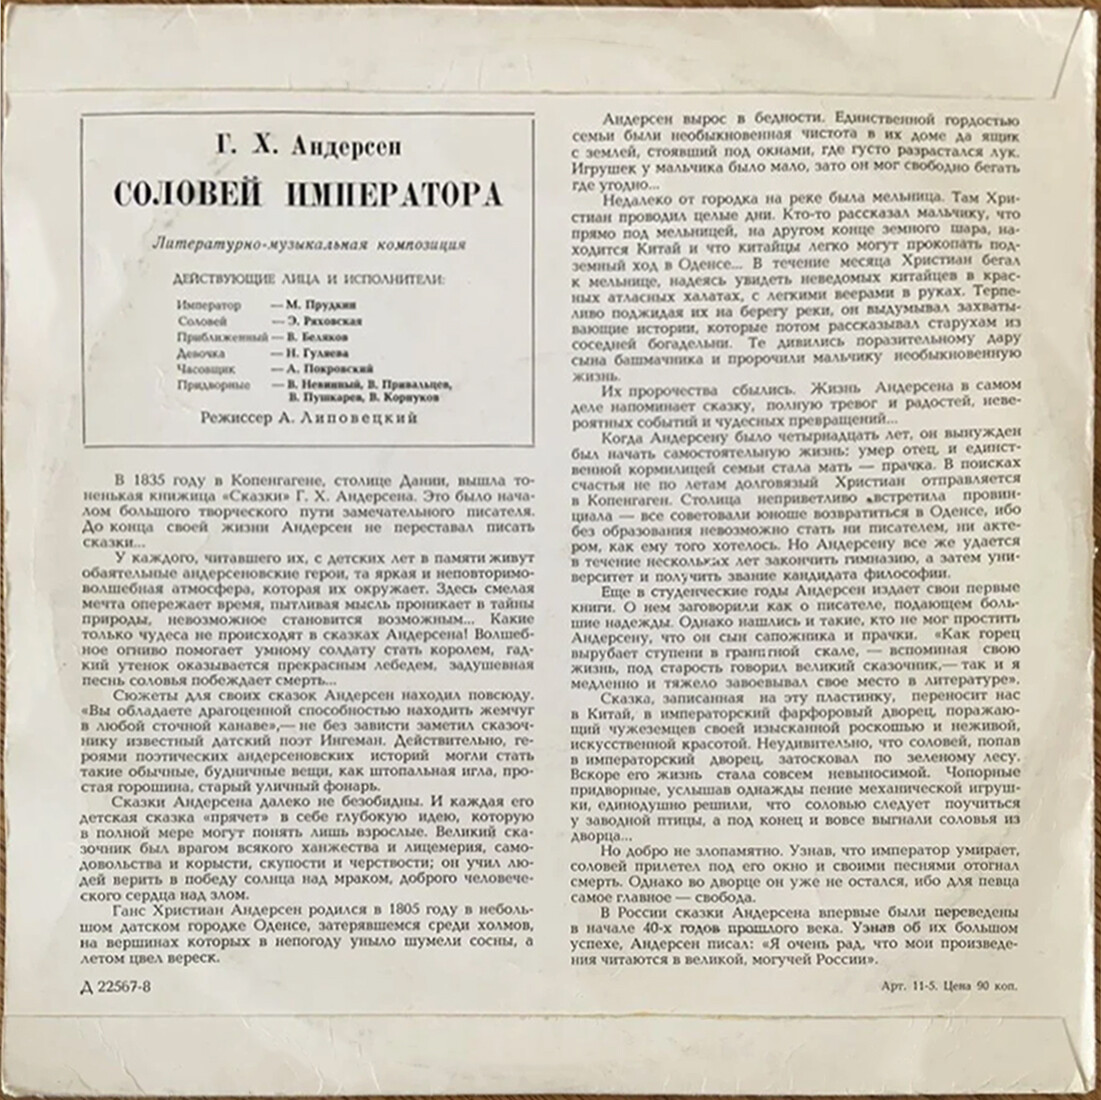 Г. Х. Андерсен
СОЛОВЕЙ ИМПЕРАТОРА
Литературно-музыкальная композиция
ДЕЙСТВУЮЩИЕ ЛИЦА И ИСПОЛНИТЕЛИ:
Император — М. Прудкин
Соловей — Э. Ряховская
Приближенный — В. Беляков
Девочка — Н. Гуляева
Часовщик — А. Покровский
Придворные — В. Невинный, В. Привальцев,
В. Пушкарев, В. Корнуков
Режиссер А. Липовецкий
В 1835 году в Копенгагене, столице Дании, вышла то-
ненькая книжица «Сказки» Г. Х. Андерсена. Это было нача-
лом большого творческого пути замечательного писателя.
До конца своей жизни Андерсен не переставал писать
сказки...
У каждого, читавшего их, с детских лет в памяти живут
обаятельные андерсеновские герои, та яркая и неповторимо-
волшебная атмосфера, которая их окружает. Здесь смелая
мечта опережает время, пытливая мысль проникает в тайны
природы, невозможное становится возможным... Какие
только чудеса не происходят в сказках Андерсена! Волшеб-
ное огниво помогает умному солдату стать королем, гад-
кий утенок оказывается прекрасным лебедем, задушевная
песнь соловья побеждает смерть...
Сюжеты для своих сказок Андерсен находил повсюду.
«Вы обладаете драгоценной способностью находить жемчуг
в любой сточной канаве»,— не без зависти заметил сказоч-
нику известный датский поэт Ингеман. Действительно, ге-
роями поэтических андерсеновских историй могли стать
такие обычные, будничные вещи, как штопальная игла, про-
стая горошина, старый уличный фонарь.
Сказки Андерсена далеко не безобидны. И каждая его
детская сказка «прячет» в себе глубокую идею, которую
в полной мере могут понять лишь взрослые. Великий ска-
зочник был врагом всякого ханжества и лицемерия, само-
довольства и корысти, скупости и черствости; он учил лю-
дей верить в победу солнца над мраком, доброго человече-
ского сердца над злом.
Ганс Христиан Андерсен родился в 1805 году в неболь-
шом датском городке Оденсе, затерявшемся среди холмов,
на вершинах которых в непогоду уныло шумели сосны, а
летом цвел вереск.
Д 22567-8
Андерсен вырос в бедности. Единственной гордостью
семьи были необыкновенная чистота в их доме да ящик
с землей, стоявший под окнами, где густо разрастался лук.
Игрушек у мальчика было мало, зато он мог свободно бегать
где угодно...
Недалеко от городка на реке была мельница. Там Хри-
стиан проводил целые дни. Кто-то рассказал мальчику, что
прямо под мельницей, на другом конце земного шара, на-
ходится Китай и что китайцы легко могут прокопать под-
земный ход в Оденсе... В течение месяца Христиан бегал
к мельнице, надеясь увидеть неведомых китайцев в крас-
ных атласных халатах, с легкими веерами в руках. Терпе-
ливо поджидая их на берегу реки, он выдумывал захваты-
вающие истории, которые потом рассказывал старухам из
соседней богадельни. Те дивились поразительному дару
сына башмачника и пророчили мальчику необыкновенную
жизнь.
Их пророчества сбылись. Жизнь Андерсена в самом
деле напоминает сказку, полную тревог и радостей, неве-
роятных событий и чудесных превращений...
Когда Андерсену было четырнадцать лет, он вынужден
был начать самостоятельную жизнь: умер отец, и единст-
венной кормилицей семьи стала мать — прачка. В поисках
счастья не по летам долговязый Христиан отправляется
в Копенгаген. Столица неприветливо встретила провин-
циала — все советовали юноше возвратиться в Оденсе, ибо
без образования невозможно стать ни писателем, ни акте-
ром, как ему того хотелось. Но Андерсену все же удается
в течение нескольких лет закончить гимназию, а затем уни-
верситет и получить звание кандидата философии.
Еще в студенческие годы Андерсен издает свои первые
книги. О нем заговорили как о писателе, подающем боль-
шие надежды. Однако нашлись и такие, кто не мог простить
Андерсену, что он сын сапожника и прачки. «Как горец
вырубает ступени в гранитной скале, — вспоминая свою
жизнь, под старость говорил великий сказочник,— так и я
медленно и тяжело завоевывал свое место в литературе».
Сказка, записанная на эту пластинку, переносит нас
в Китай, в императорский фарфоровый дворец, поражаю-
щий чужеземцев своей изысканной роскошью и неживой,
искусственной красотой. Неудивительно, что соловей, попав
в императорский дворец, затосковал по зеленому лесу.
Вскоре его жизнь стала совсем невыносимой. Чопорные
придворные, услышав однажды пение механической игруш-
ки, единодушно решили, что соловью следует поучиться
у заводной птицы, а под конец и вовсе выгнали соловья из
дворца...
Но добро не злопамятно. Узнав, что император умирает,
соловей прилетел под его окно и своими песнями отогнал
смерть. Однако во дворце он уже не остался, ибо для певца
самое главное — свобода.
В России сказки Андерсена впервые были переведены
в начале 40-х годов прошлого века. Узнав об их большом
успехе, Андерсен писал: «Я очень рад, что мои произведе-
ния читаются в великой, могучей России».
Арт. 11-5. Цена 90 коп.